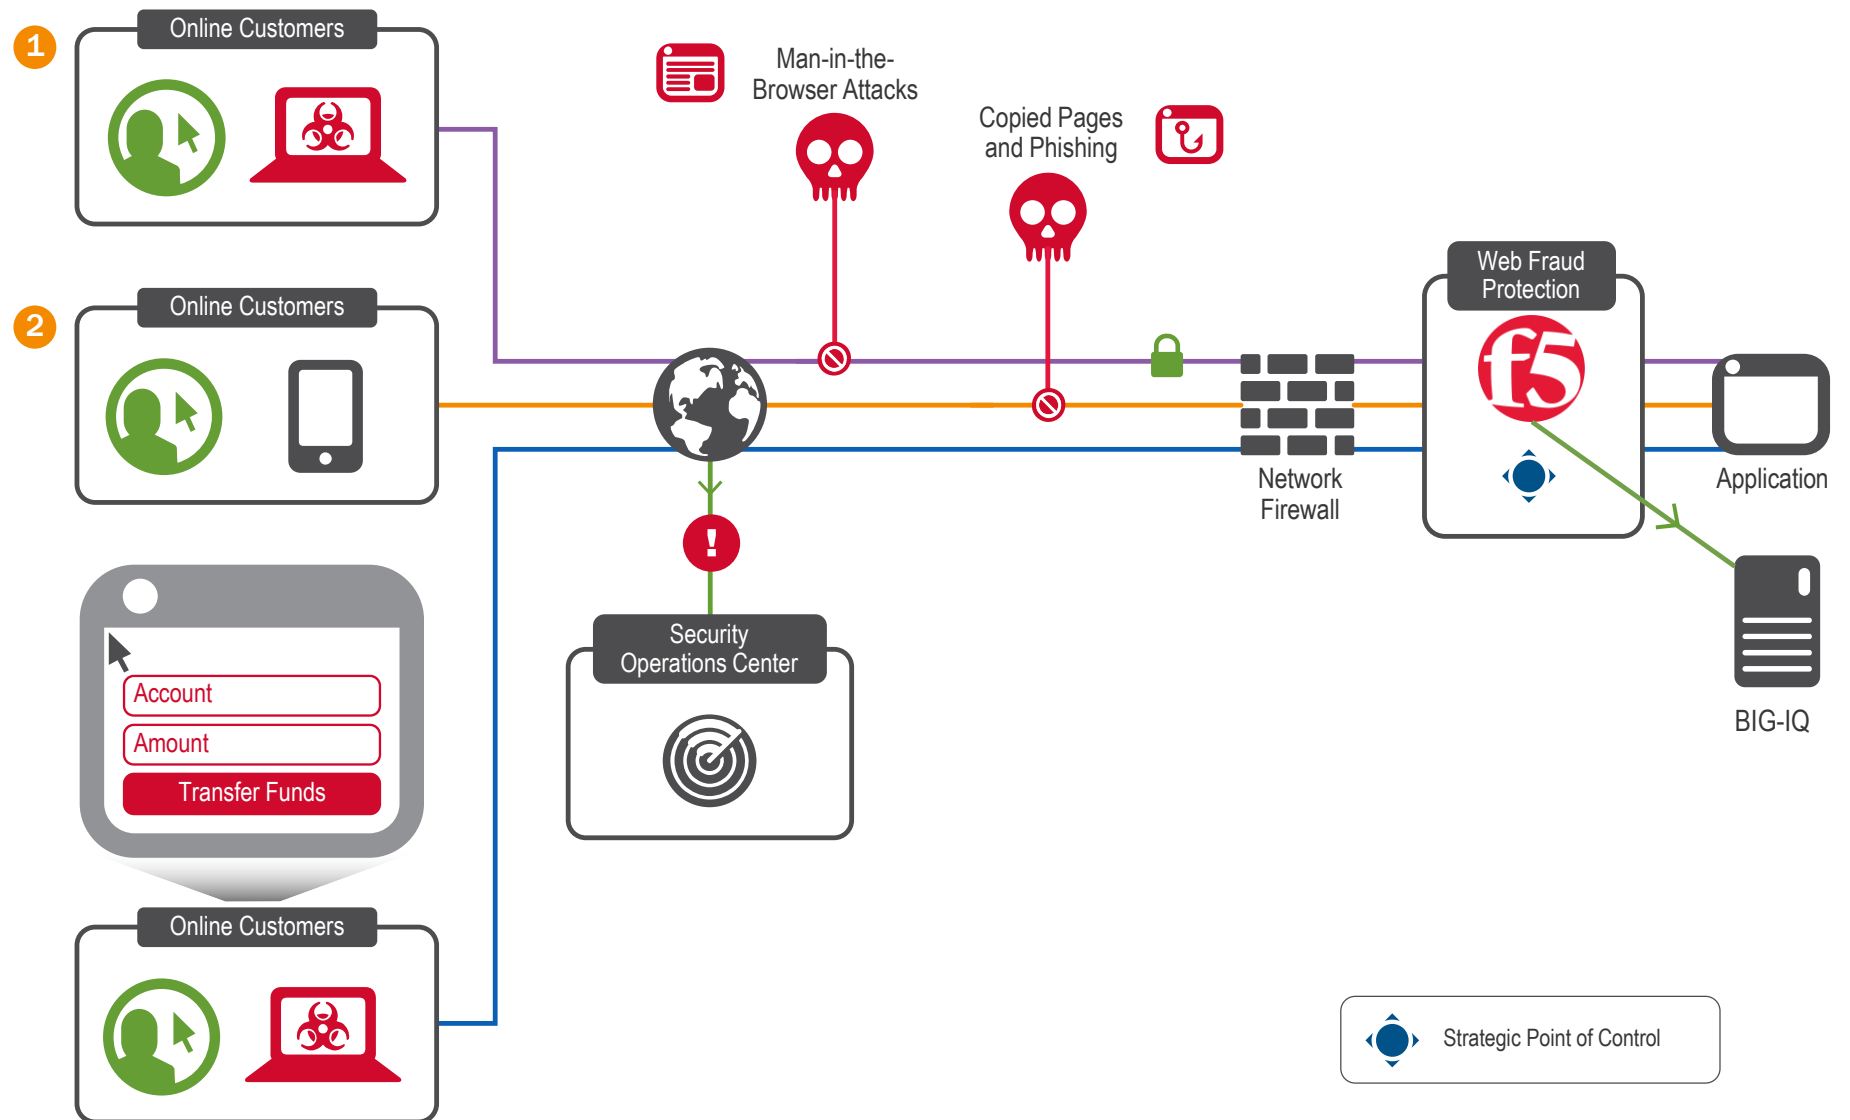 1
Online Customers
Man-in-the-
Browser Attacks
Copied Pages
and Phishing
2
Online Customers
Web Fraud
Protection
f5
Network
Firewall
Application
!
Security
Operations Center
Account
Amount
Transfer Funds
BIG-IQ
Online Customers
Strategic Point of Control